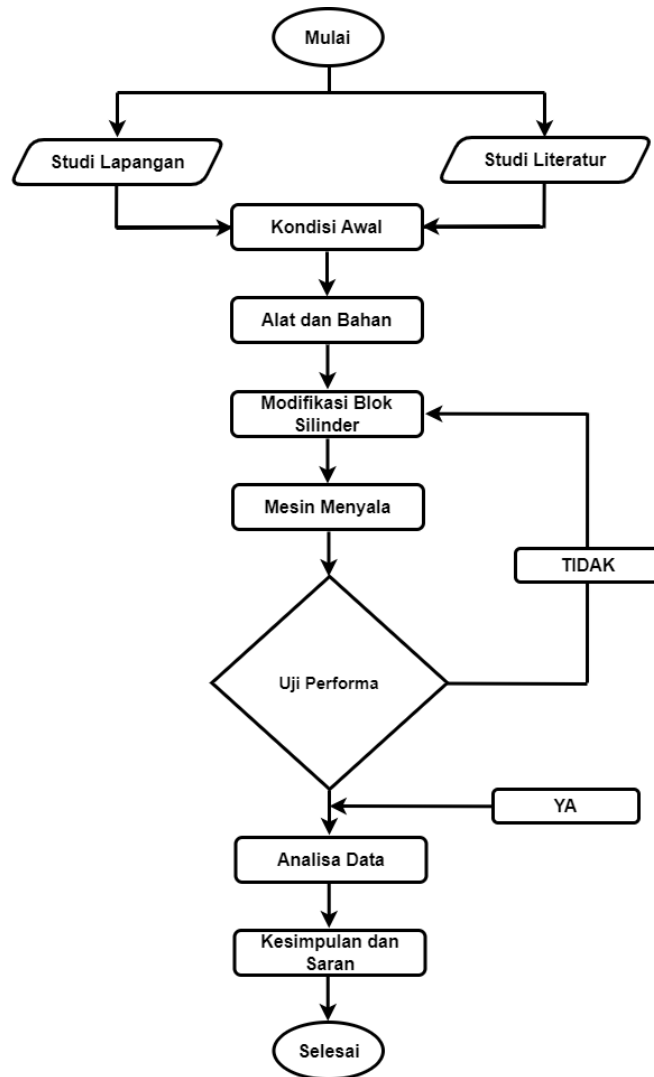 Mulai
Studi Lapangan
Studi Literatur
Kondisi Awal
Alat dan Bahan
Modifikasi Blok
Silinder
Mesin Menyala
TIDAK
Uji Performa
YA
Analisa Data
Kesimpulan dan
Saran
Selesai